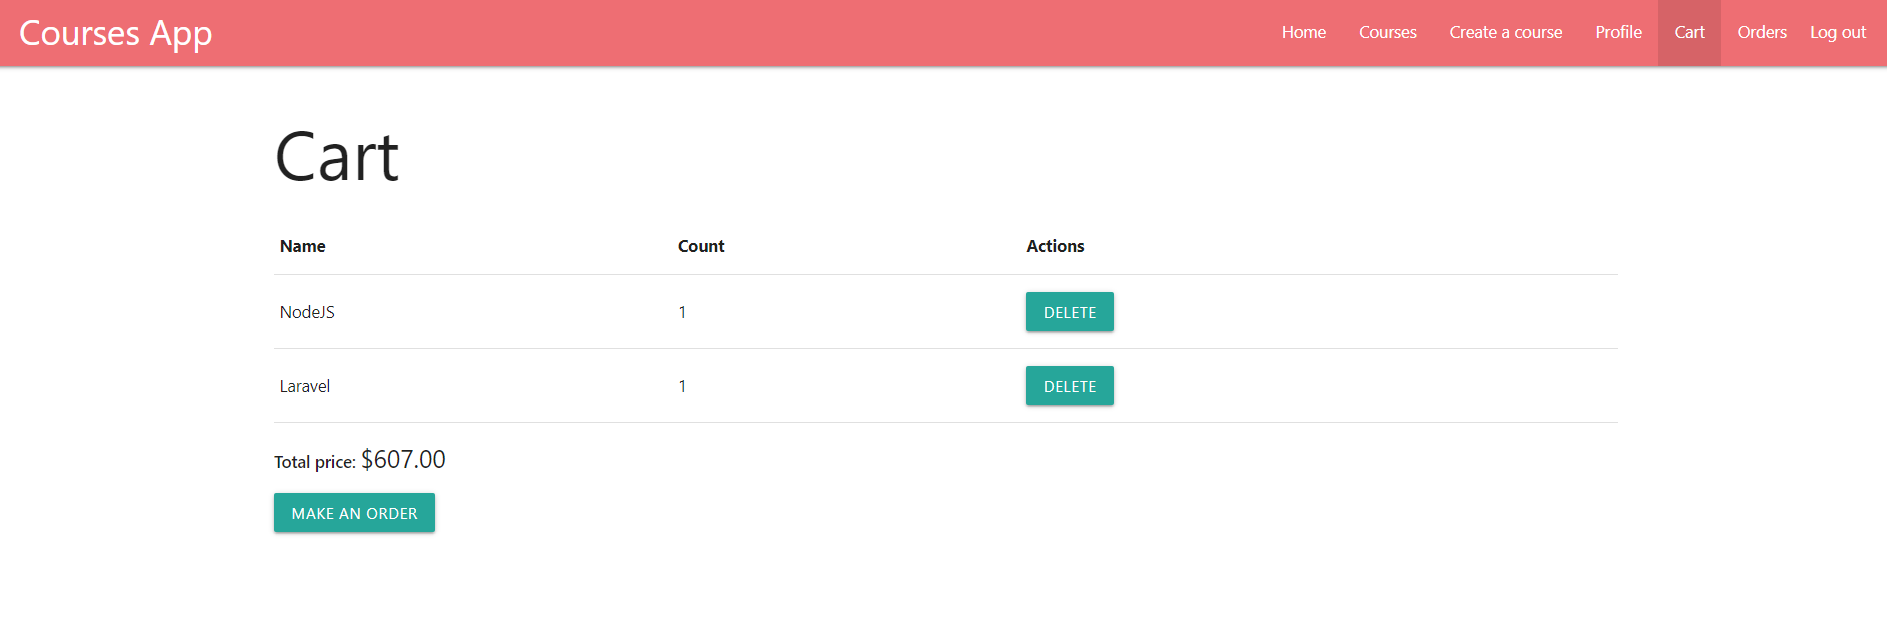 Courses App Home Courses Create a course Profile Cart Orders Log out
Cart
Name Count Actions
NodeJS 1 DELETE
Laravel 1 DELETE
Total price: $607.00
MAKE AN ORDER